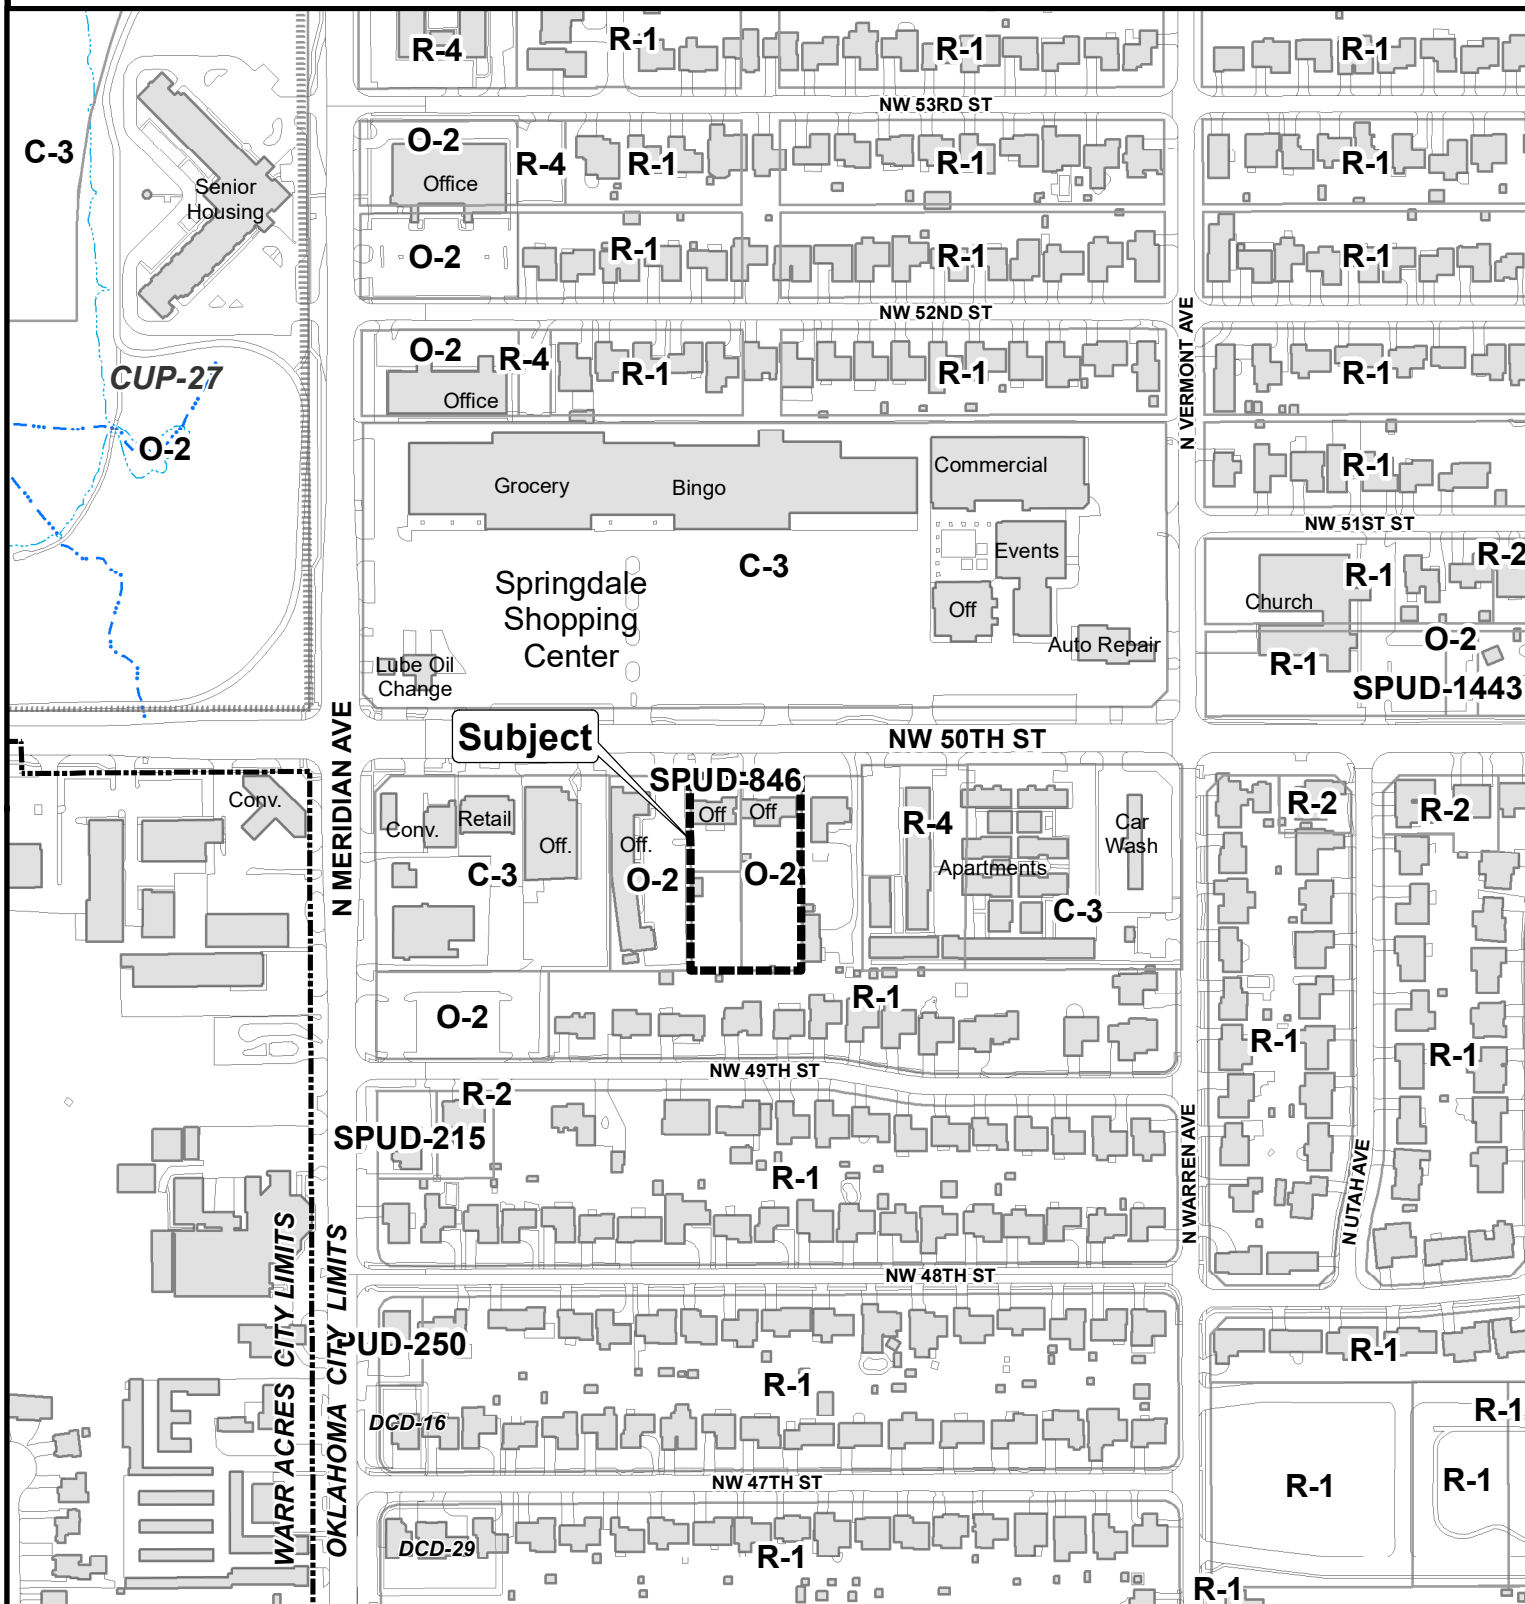 R-4
R-1
R-1
R-1
NW 53RD ST
C-3
O-2
Office
R-4
R-1
R-1
R-1
Senior
Housing
O-2
R-1
R-1
R-1
NW 52ND ST
N VERMONT AVE
O-2
R-4
R-1
R-1
R-1
CUP-27
Office
O-2
Grocery
Bingo
Commercial
R-1
NW 51ST ST
Events
R-2
C-3
R-1
Springdale
Shopping
Center
Off
Church
Auto Repair
O-2
R-1
Lube Oil
Change
SPUD-1443
N MERIDIAN AVE
Subject
NW 50TH ST
SPUD-846
Conv.
Conv.
Retail
Off
Off
R-4
Car
Wash
R-2
R-2
Off.
Off.
C-3
O-2
O-2
Apartments
C-3
R-1
O-2
R-1
R-1
NW 49TH ST
R-2
SPUD-215
R-1
N WARREN AVE
N UTAH AVE
NW 48TH ST
WARR ACRES CITY LIMITS
OKLAHOMA CITY LIMITS
PUD-250
R-1
R-1
DCD-16
R-1
NW 47TH ST
R-1
R-1
DCD-29
R-1
R-1